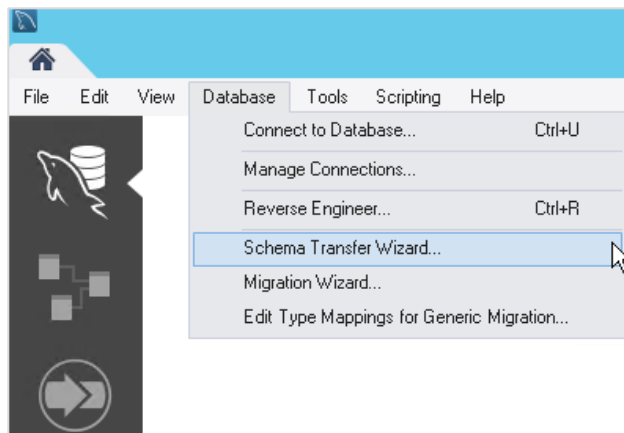 File Edit View Database Tools Scripting Help
Connect to Database... Ctrl+U
Manage Connections...
Reverse Engineer... Ctrl+R
Schema Transfer Wizard...
Migration Wizard...
Edit Type Mappings for Generic Migration...